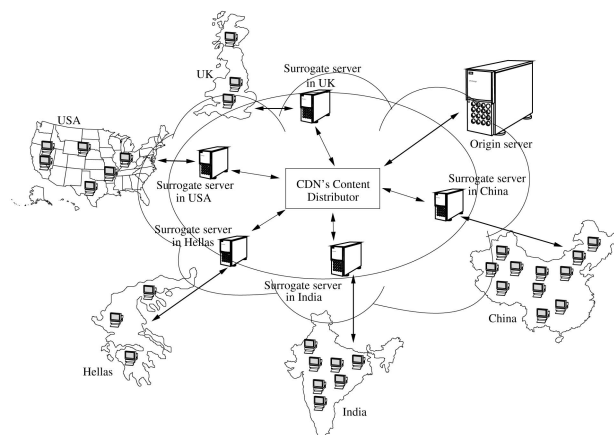 UK
Surrogate server
in UK
USA
Origin server
Surrogate server
in USA
CDN's Content
Distributor
Surrogate server
in China
Surrogate server
in Hellas
Surrogate server
in India
China
Hellas
India